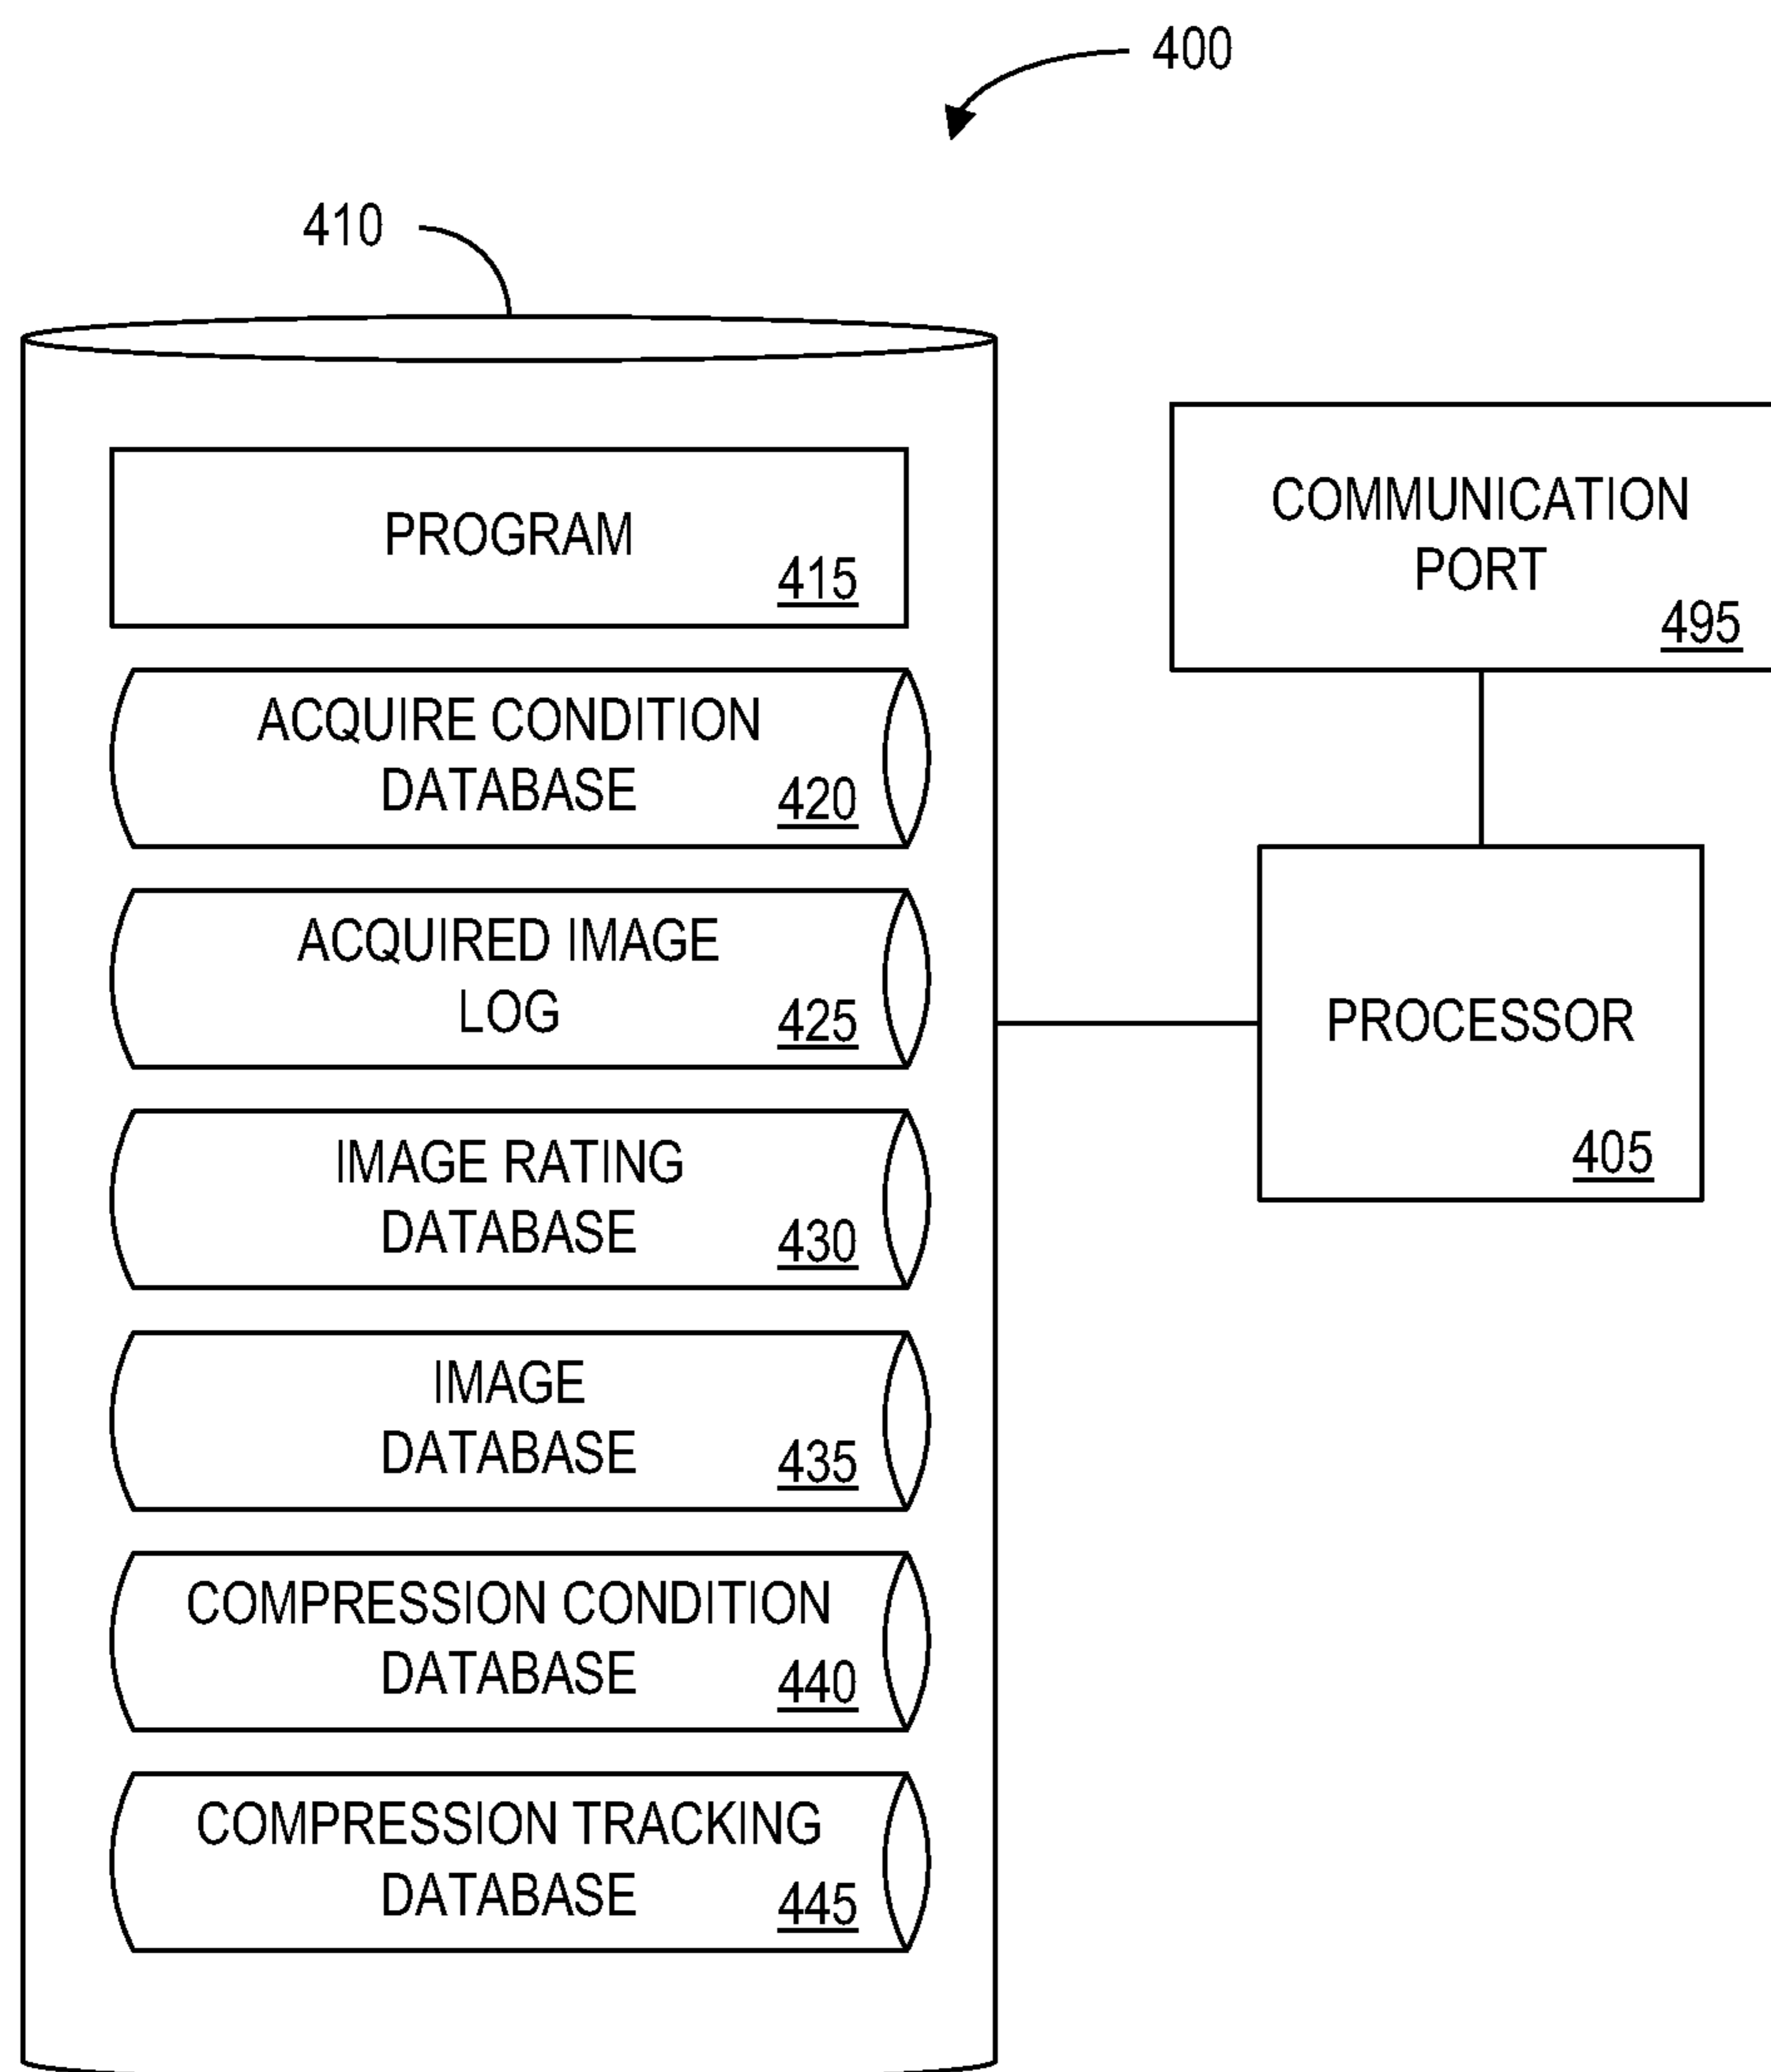 400
410
PROGRAM
415
ACQUIRE CONDITION
DATABASE
420
ACQUIRED IMAGE
LOG
425
IMAGE RATING
DATABASE
430
IMAGE
DATABASE
435
COMPRESSION CONDITION
DATABASE
440
COMPRESSION TRACKING
DATABASE
445
COMMUNICATION
PORT
495
PROCESSOR
405